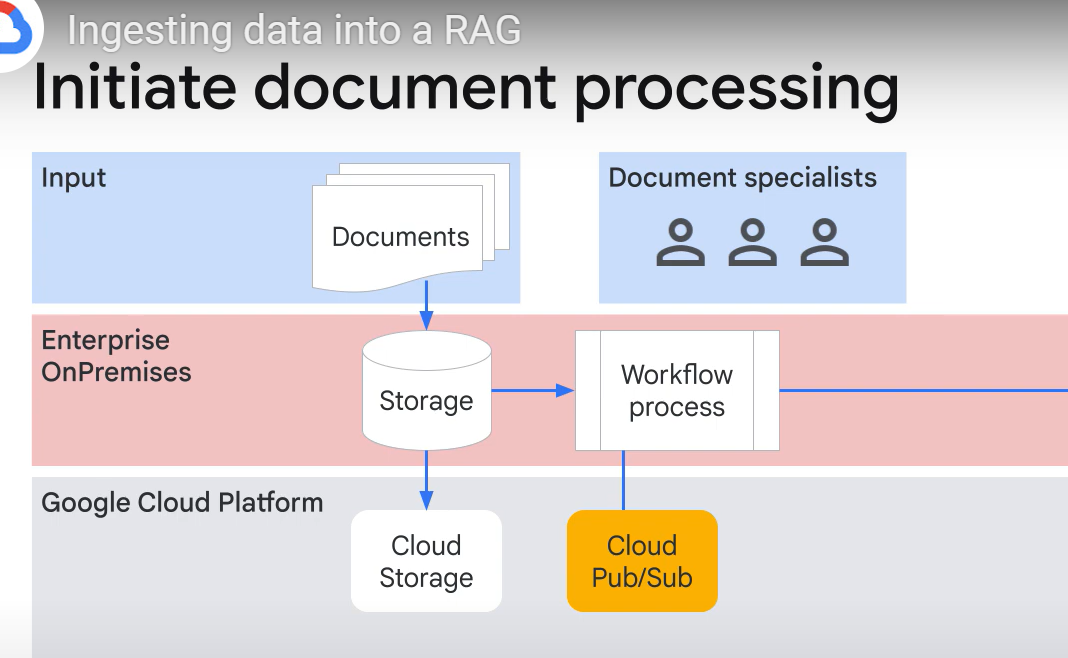 Ingesting data into a RAG
Initiate document processing
Input
Documents
Document specialists
Enterprise
OnPremises
Storage
Workflow
process
Google Cloud Platform
Cloud
Storage
Cloud
Pub/Sub